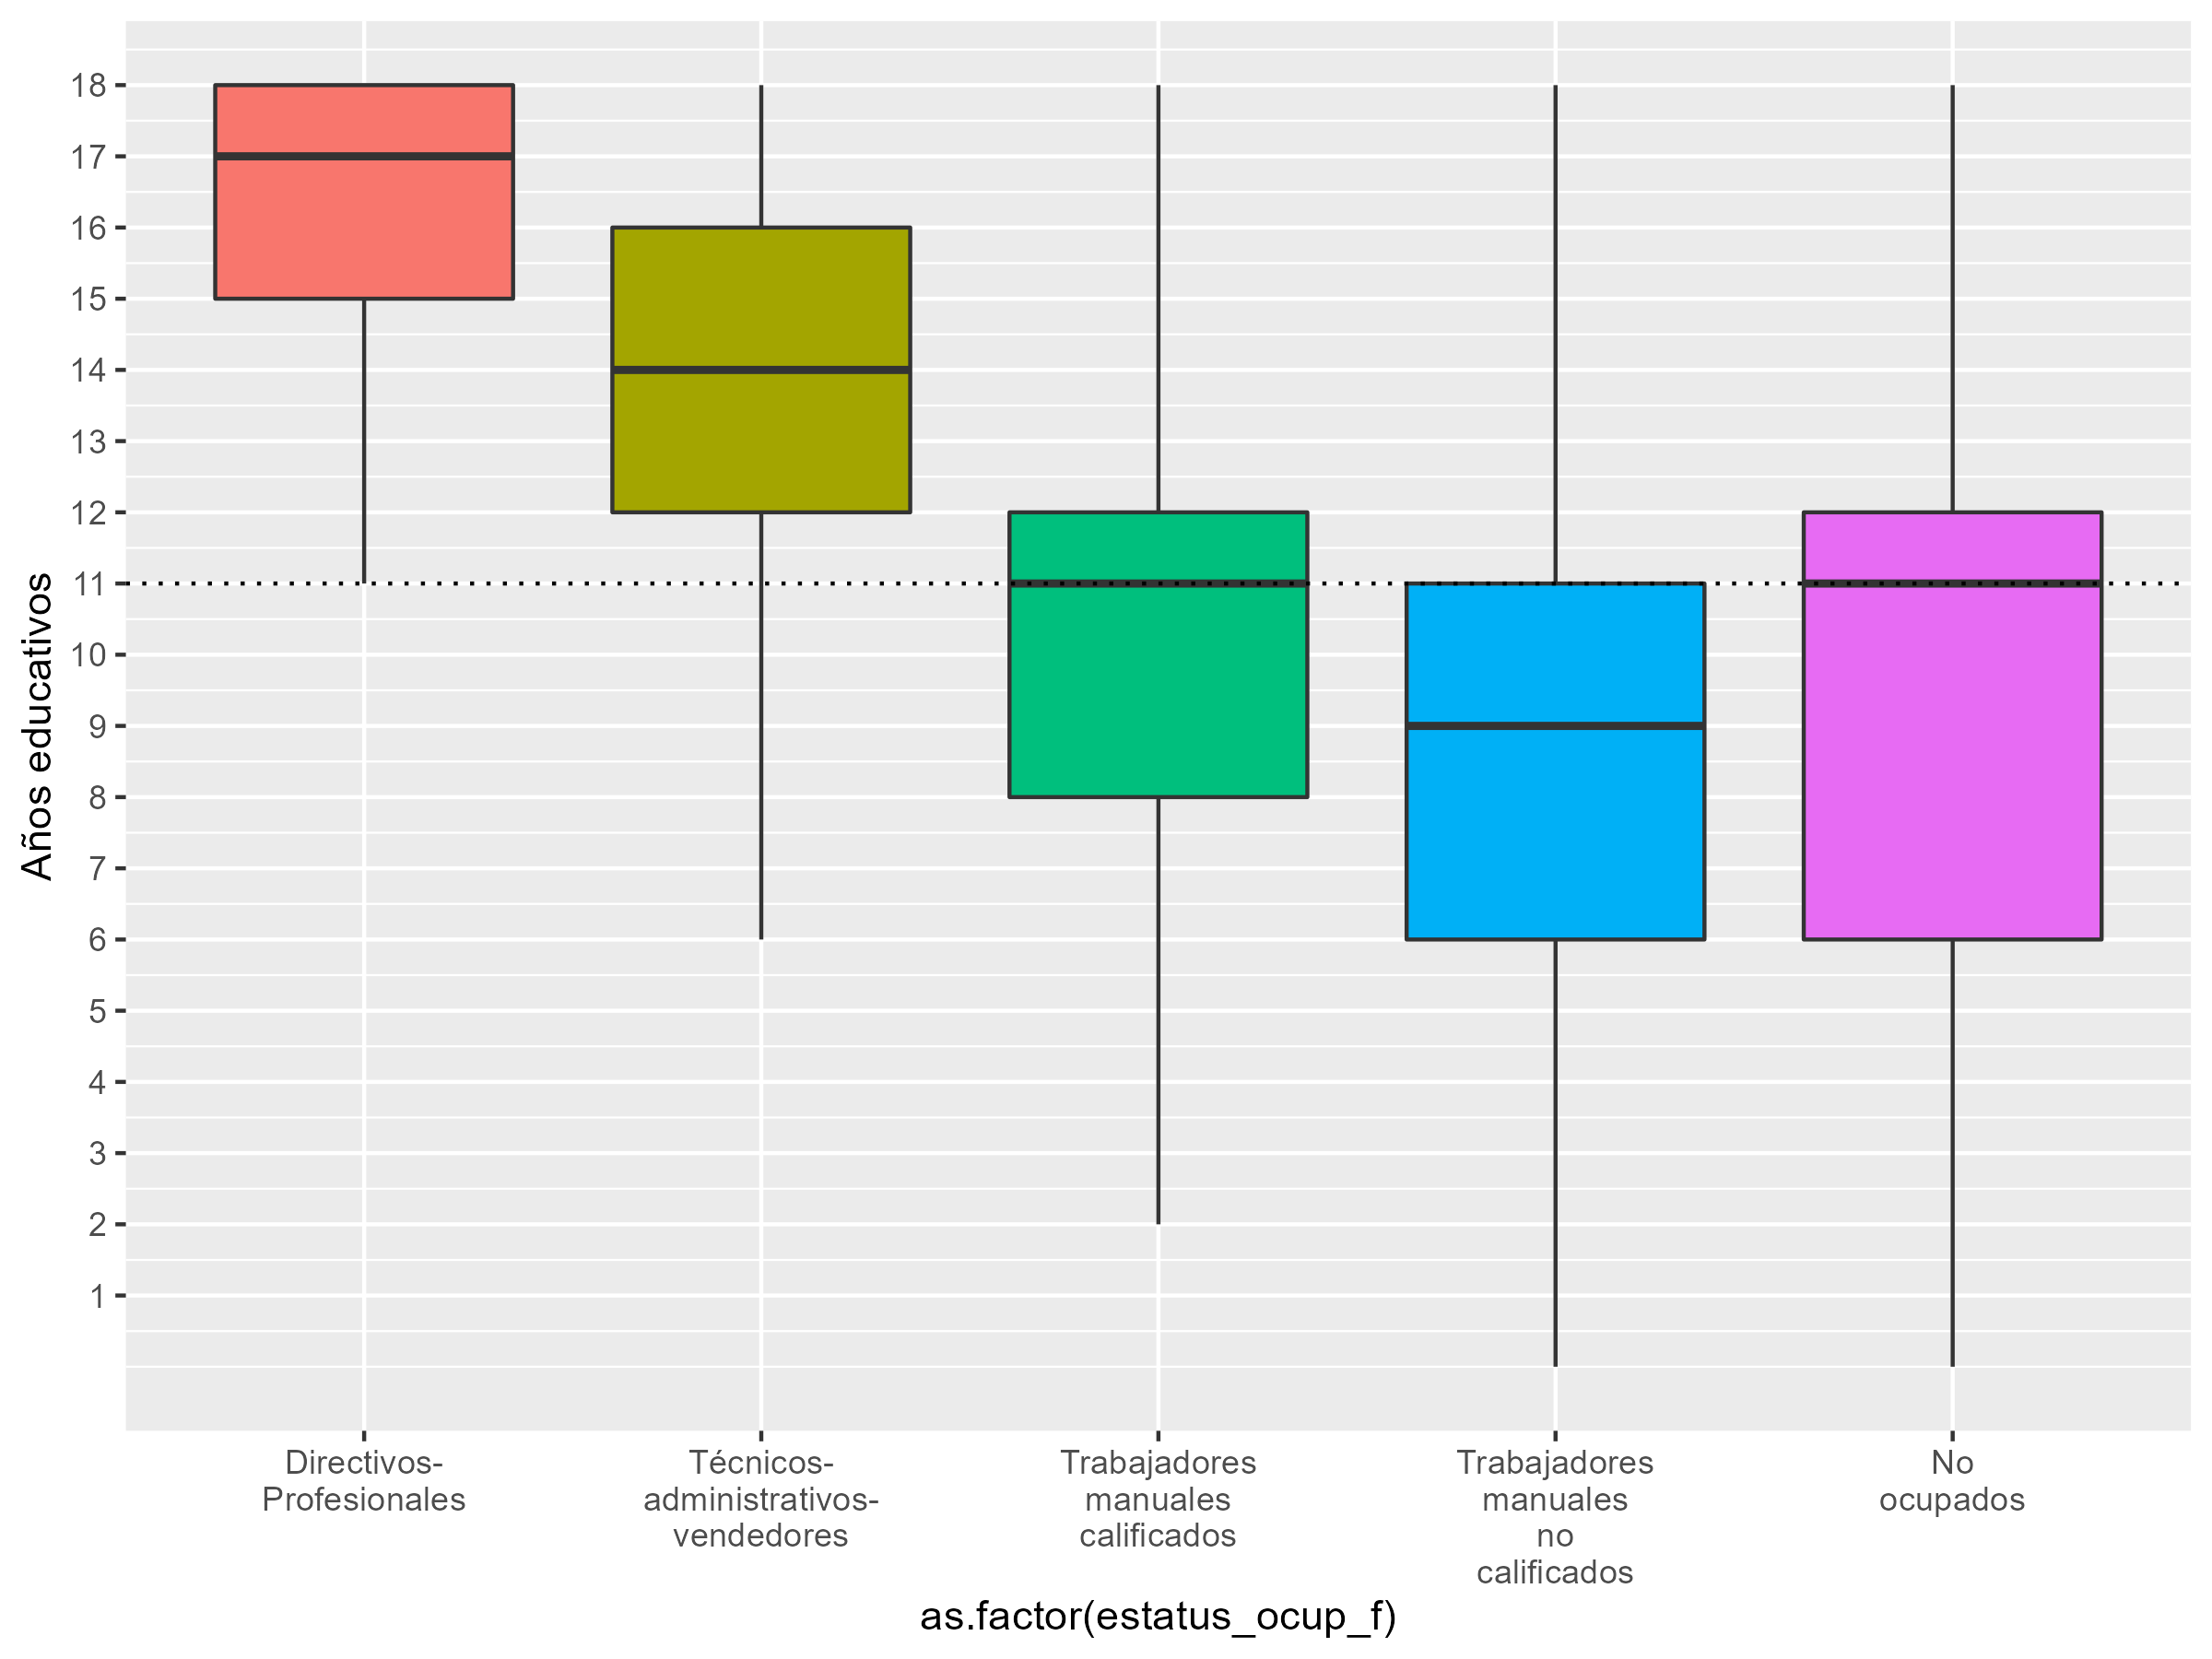 Años educativos
18
17
16
15
14
13
12
11
10
9
8
7
6
5
4
3
2
1
Directivos-
Profesionales
Técnicos-
administrativos-
vendedores
Trabajadores
manuales
calificados
Trabajadores
manuales
no
calificados
No
ocupados
as.factor(estatus_ocup_f)